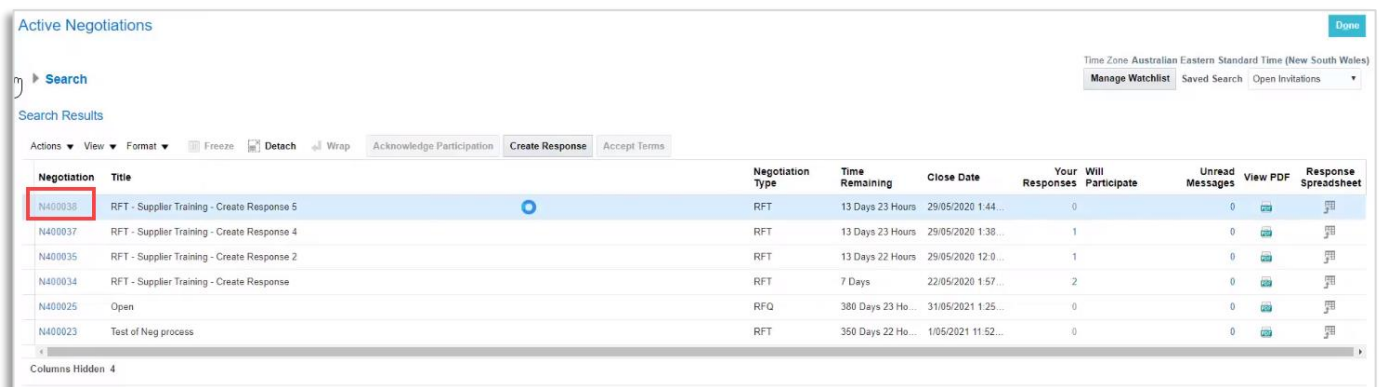 Active Negotiations
Done
Time Zone Australian Eastern Standard Time (New South Wales)
Search
Manage Watchlist Saved Search Open Invitations
Search Results
Actions View Format Freeze Detach Wrap Acknowledge Participation Create Response Accept Terms
Negotiation Title Negotiation Type Time Remaining Close Date Your Responses Will Participate Unread Messages View PDF Response Spreadsheet
N400038 RFT - Supplier Training - Create Response 5 RFT 13 Days 23 Hours 29/05/2020 1:44... 0 0
N400037 RFT - Supplier Training - Create Response 4 RFT 13 Days 23 Hours 29/05/2020 1:38... 1 0
N400035 RFT - Supplier Training - Create Response 2 RFT 13 Days 22 Hours 29/05/2020 12:0... 1 0
N400034 RFT - Supplier Training - Create Response RFT 7 Days 22/05/2020 1:57... 2 0
N400025 Open RFQ 380 Days 23 Ho... 31/05/2021 1:25... 0 0
N400023 Test of Neg process RFT 350 Days 22 Ho... 1/05/2021 11:52... 0 0
Columns Hidden 4